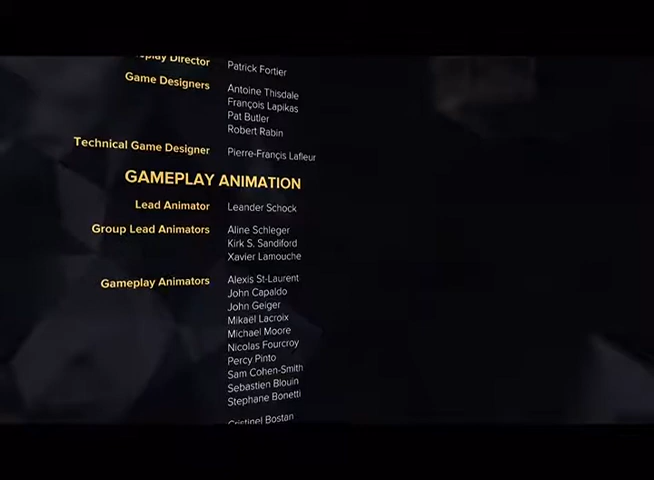 Gameplay Director Patrick Fortier
Game Designers Antoine Thisdale
François Lapikas
Pat Butler
Robert Rabin
Technical Game Designer Pierre-Françis Lafleur
GAMEPLAY ANIMATION
Lead Animator Leander Schock
Group Lead Animators Aline Schleger
Kirk S. Sandiford
Xavier Lamouche
Gameplay Animators Alexis St-Laurent
John Capaldo
John Geiger
Mikaël Lacroix
Michael Moore
Nicolas Fourcroy
Percy Pinto
Sam Cohen-Smith
Sebastien Blouin
Stephane Bonetti
Cristinel Bostan